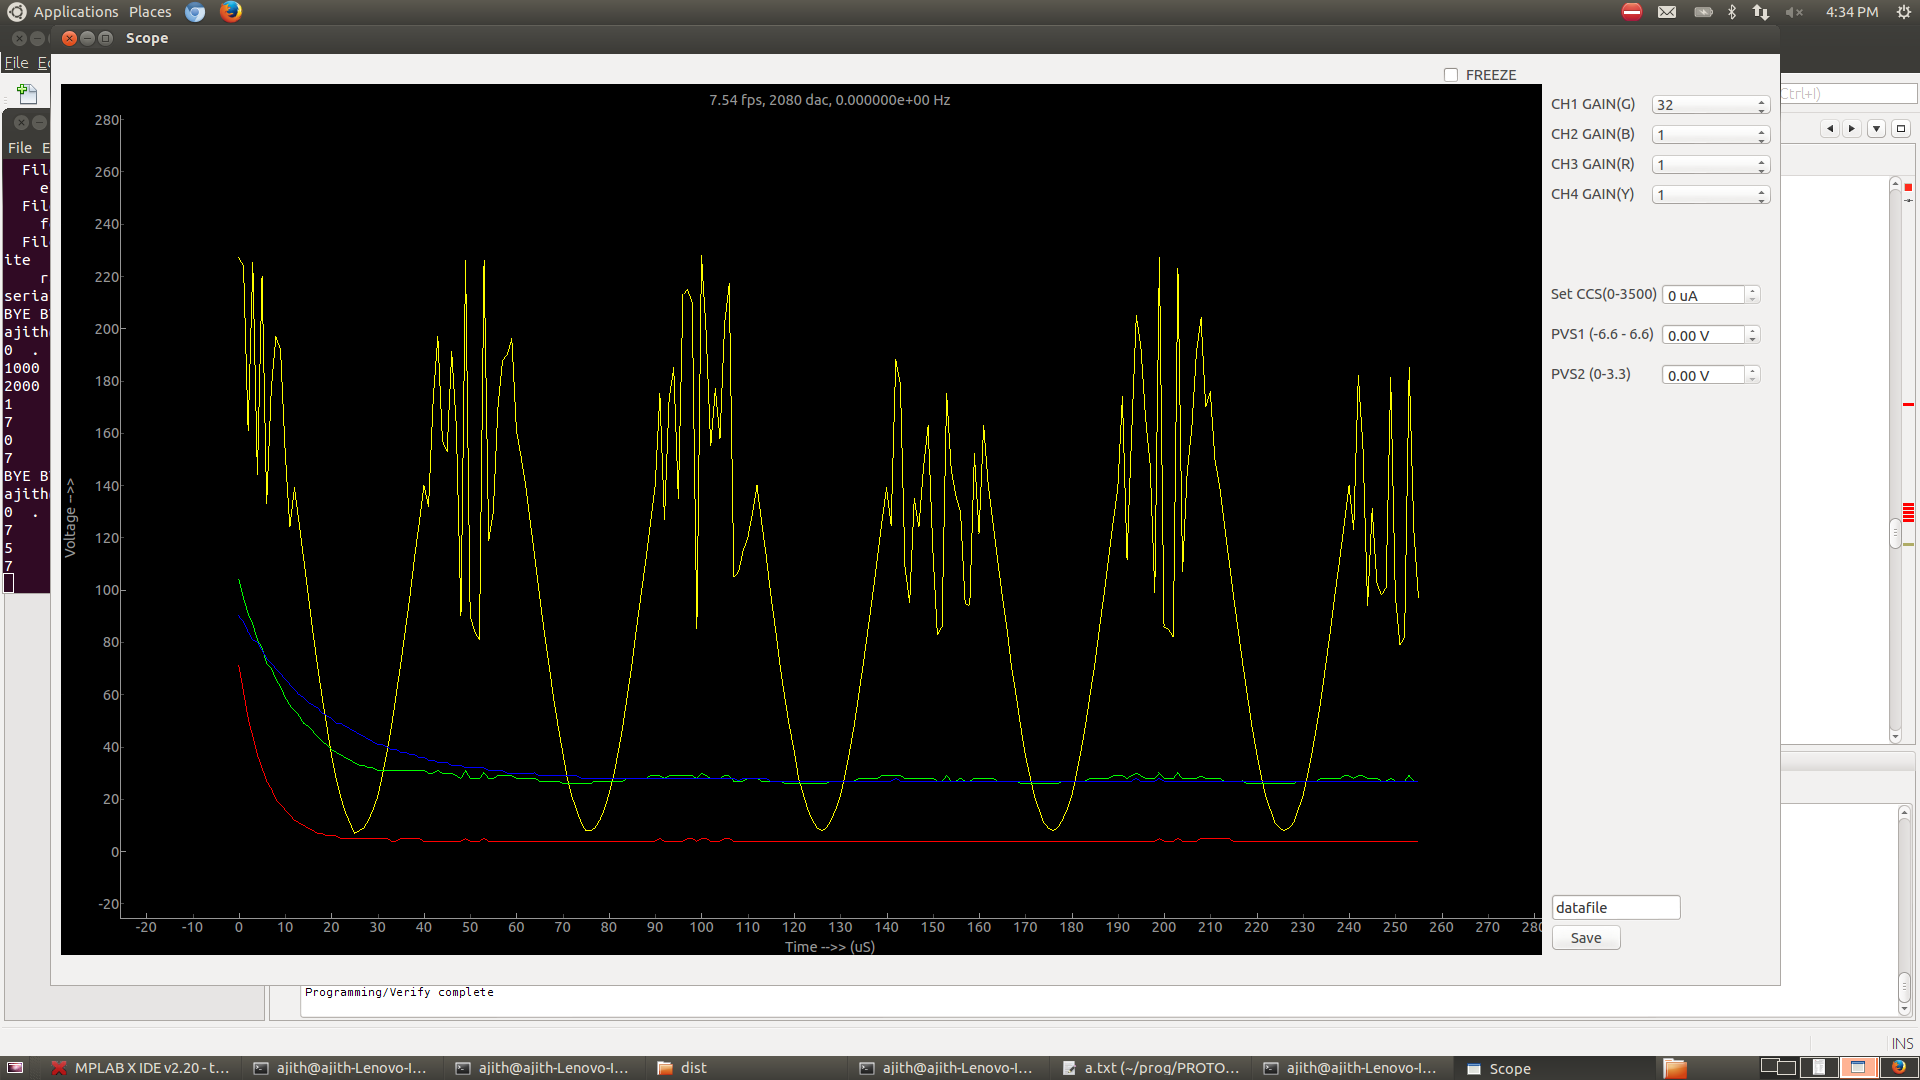 Applications Places
4:34 PM
Scope
File
FREEZE
Ctrl+I)
7.54 fps, 2080 dac, 0.000000e+00 Hz
CH1 GAIN(G) 32
CH2 GAIN(B) 1
CH3 GAIN(R) 1
CH4 GAIN(Y) 1
Set CCS(0-3500) 0 uA
PVS1 (-6.6 - 6.6) 0.00 V
PVS2 (0-3.3) 0.00 V
File E
Fil
e
Fil
f
Fil
ite
r
seria
BYE B
ajith
0 .
1000
2000
1
7
0
7
BYE B
ajith
0 .
7
5
7
280
260
240
220
200
180
160
140
120
100
80
60
40
20
0
-20
Voltage -->>
-20 -10 0 10 20 30 40 50 60 70 80 90 100 110 120 130 140 150 160 170 180 190 200 210 220 230 240 250 260 270 280
Time -->> (uS)
datafile
Save
Programming/Verify complete
INS
MPLAB X IDE v2.20 - t...
ajith@ajith-Lenovo-I...
ajith@ajith-Lenovo-I...
dist
ajith@ajith-Lenovo-I...
a.txt (~/prog/PROTO...
ajith@ajith-Lenovo-I...
Scope